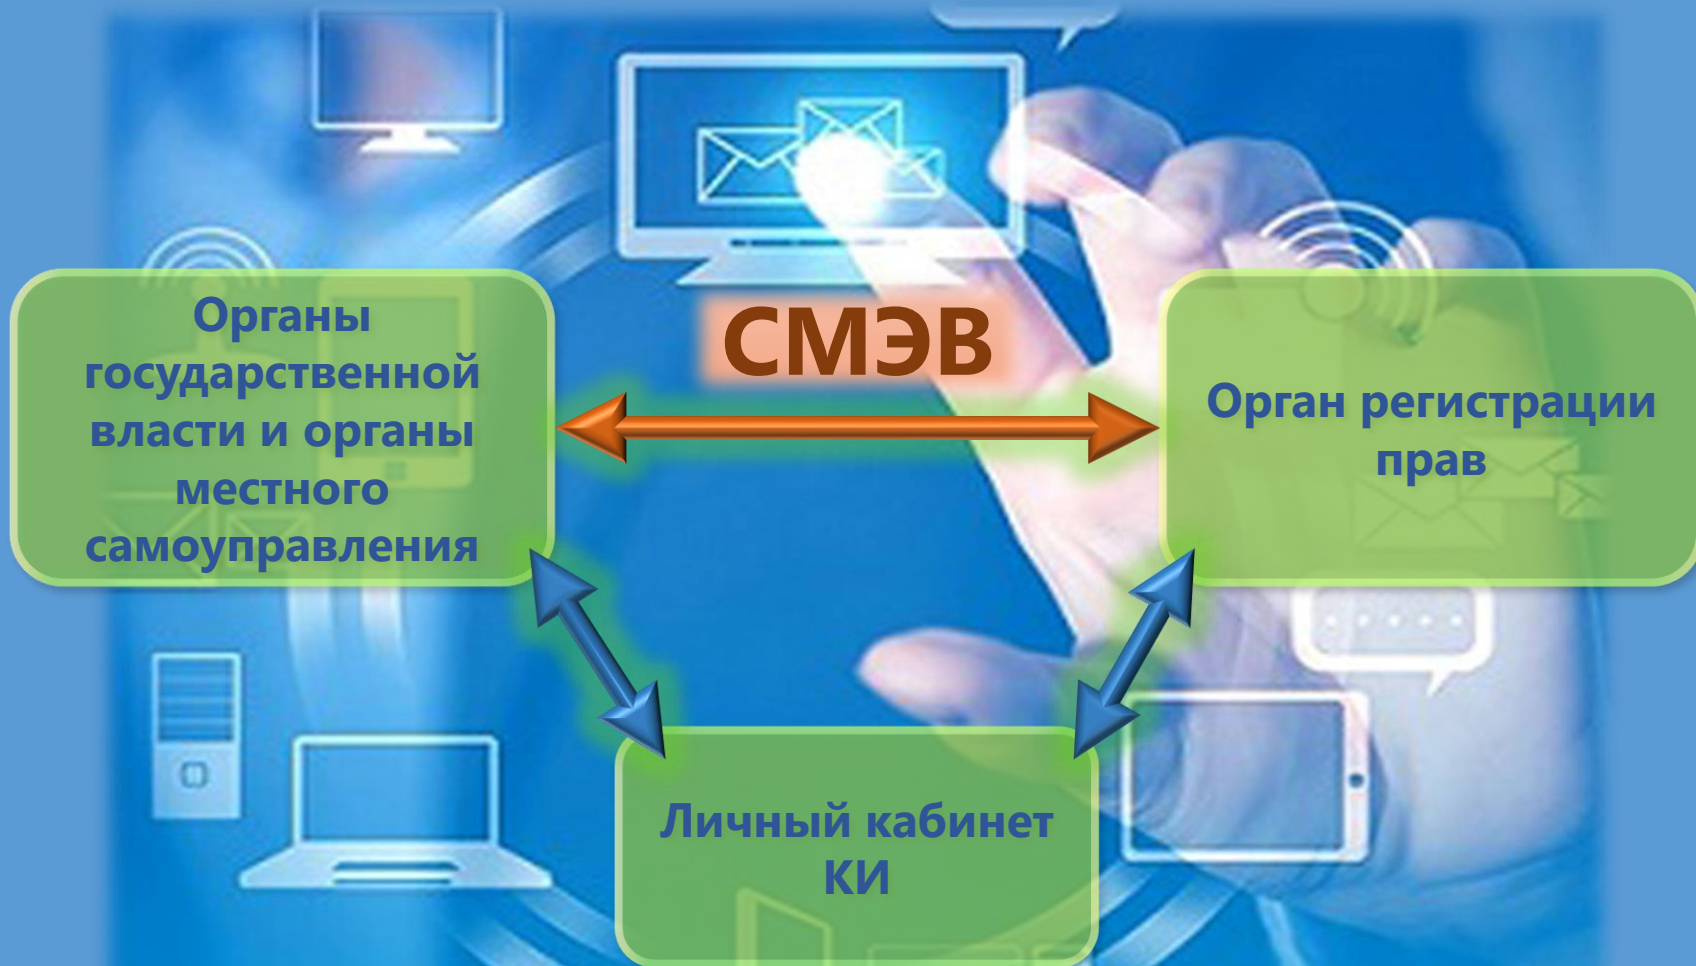 Органы
государственной
власти и органы
местного
самоуправления
СМЭВ
Орган регистрации
прав
Личный кабинет
КИ